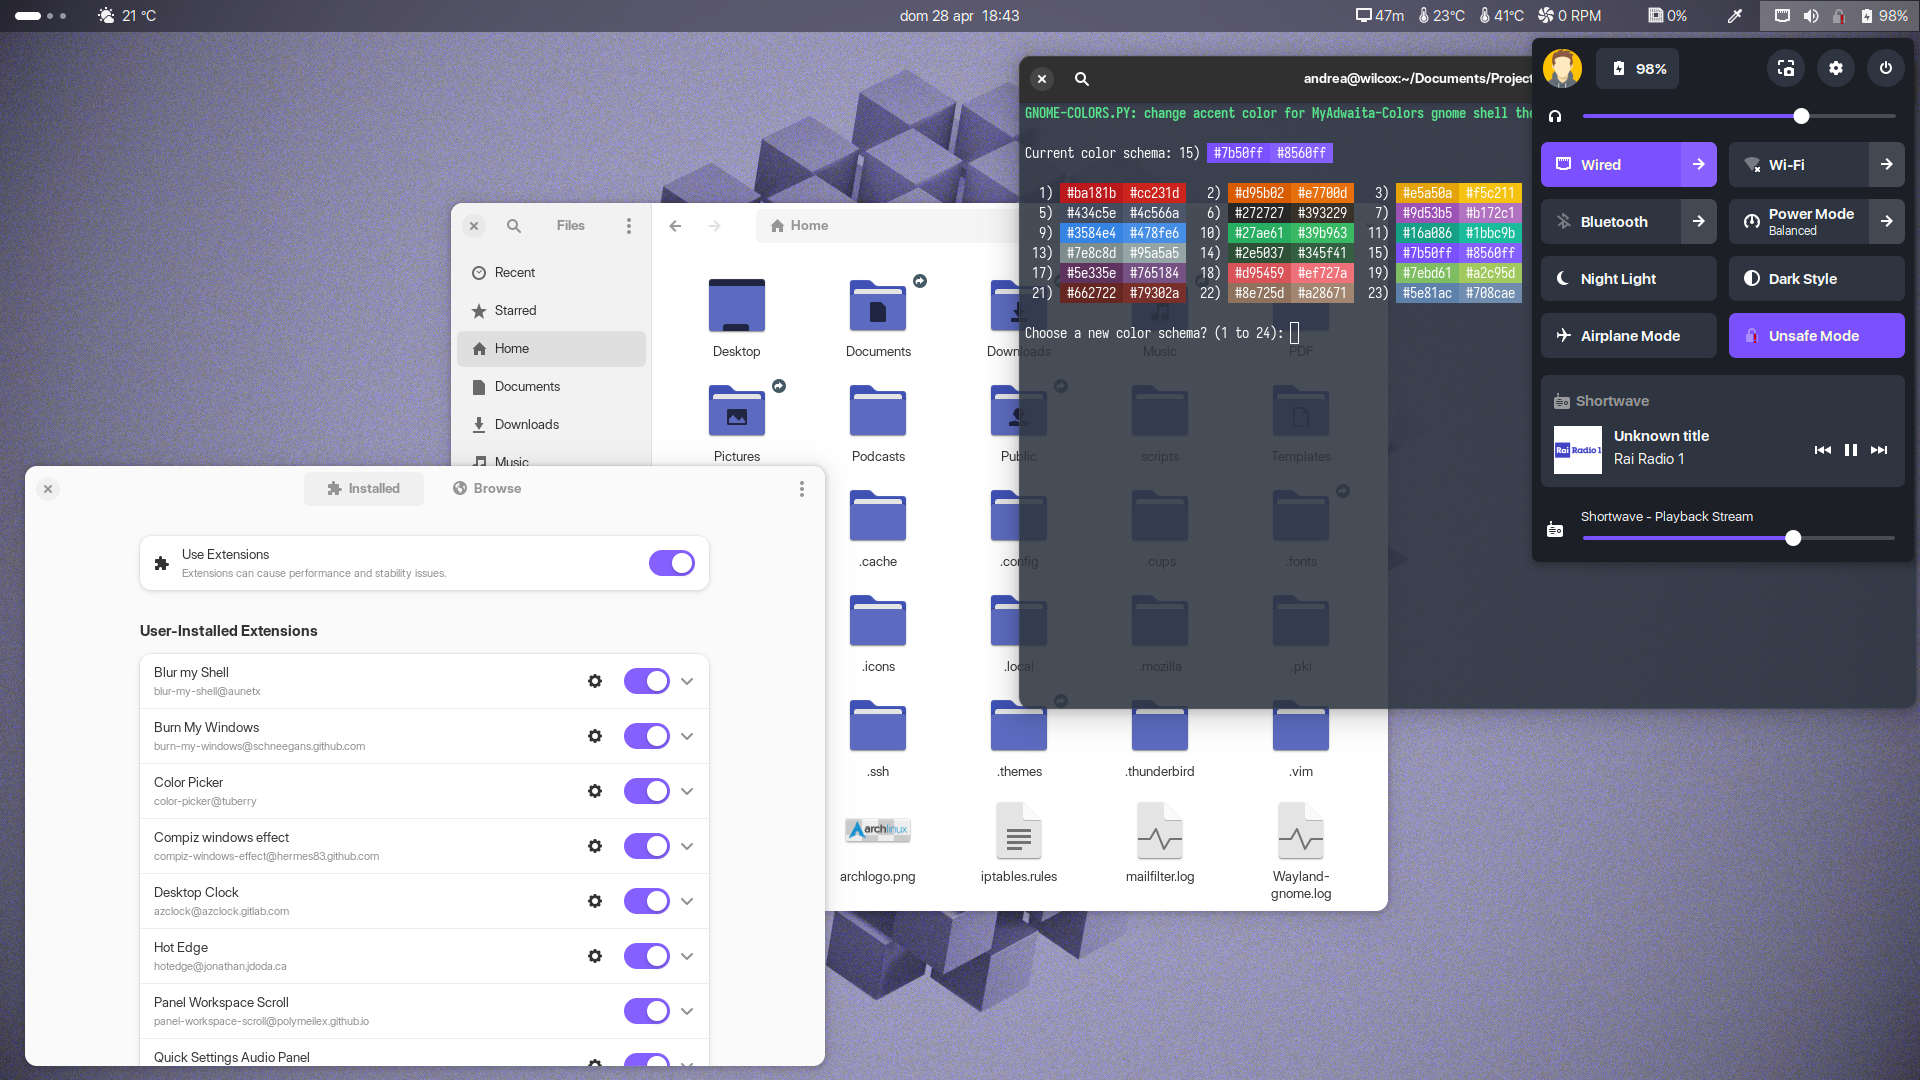 21 °C
dom 28 apr 18:43
47m 23°C 41°C 0 RPM 0% 98%
98%
Wired
Wi-Fi
Bluetooth
Power Mode
Balanced
Night Light
Dark Style
Airplane Mode
Unsafe Mode
Shortwave
Rai Radio 1
Unknown title
Rai Radio 1
Shortwave - Playback Stream
andrea@wilcox:~/Documents/Project
GNOME-COLORS.PY: change accent color for MyAdwaita-Colors gnome shell the
Current color schema: 15) #7b50ff #8560ff
1) #ba181b #cc231d 2) #d95b02 #e7700d 3) #e5a50a #f5c211
5) #434c5e #4c566a 6) #272727 #393229 7) #9d53b5 #b172c1
9) #3584e4 #478fe6 10) #27ae61 #39b963 11) #16a086 #1bbc9b
13) #7e8c8d #95a5a5 14) #2e5037 #345f41 15) #7b50ff #8560ff
17) #5e335e #765184 18) #d95459 #ef727a 19) #7ebd61 #a2c95d
21) #662722 #79302a 22) #8e725d #a28671 23) #5e81ac #708cae
Choose a new color schema? (1 to 24):
Files
Home
Recent
Starred
Home
Documents
Downloads
Music
Desktop Documents Downloads Music PDF
Pictures Podcasts Public scripts Templates
.cache .config .cups .fonts
.icons .local .mozilla .pki
.ssh .themes .thunderbird .vim
archlinux
archlogo.png iptables.rules mailfilter.log Wayland-
gnome.log
Installed Browse
Use Extensions
Extensions can cause performance and stability issues.
User-Installed Extensions
Blur my Shell
blur-my-shell@aunetx
Burn My Windows
burn-my-windows@schneegans.github.com
Color Picker
color-picker@tuberry
Compiz windows effect
compiz-windows-effect@hermes83.github.com
Desktop Clock
azclock@azclock.gitlab.com
Hot Edge
hotedge@jonathan.jdoda.ca
Panel Workspace Scroll
panel-workspace-scroll@polymeilex.github.io
Quick Settings Audio Panel